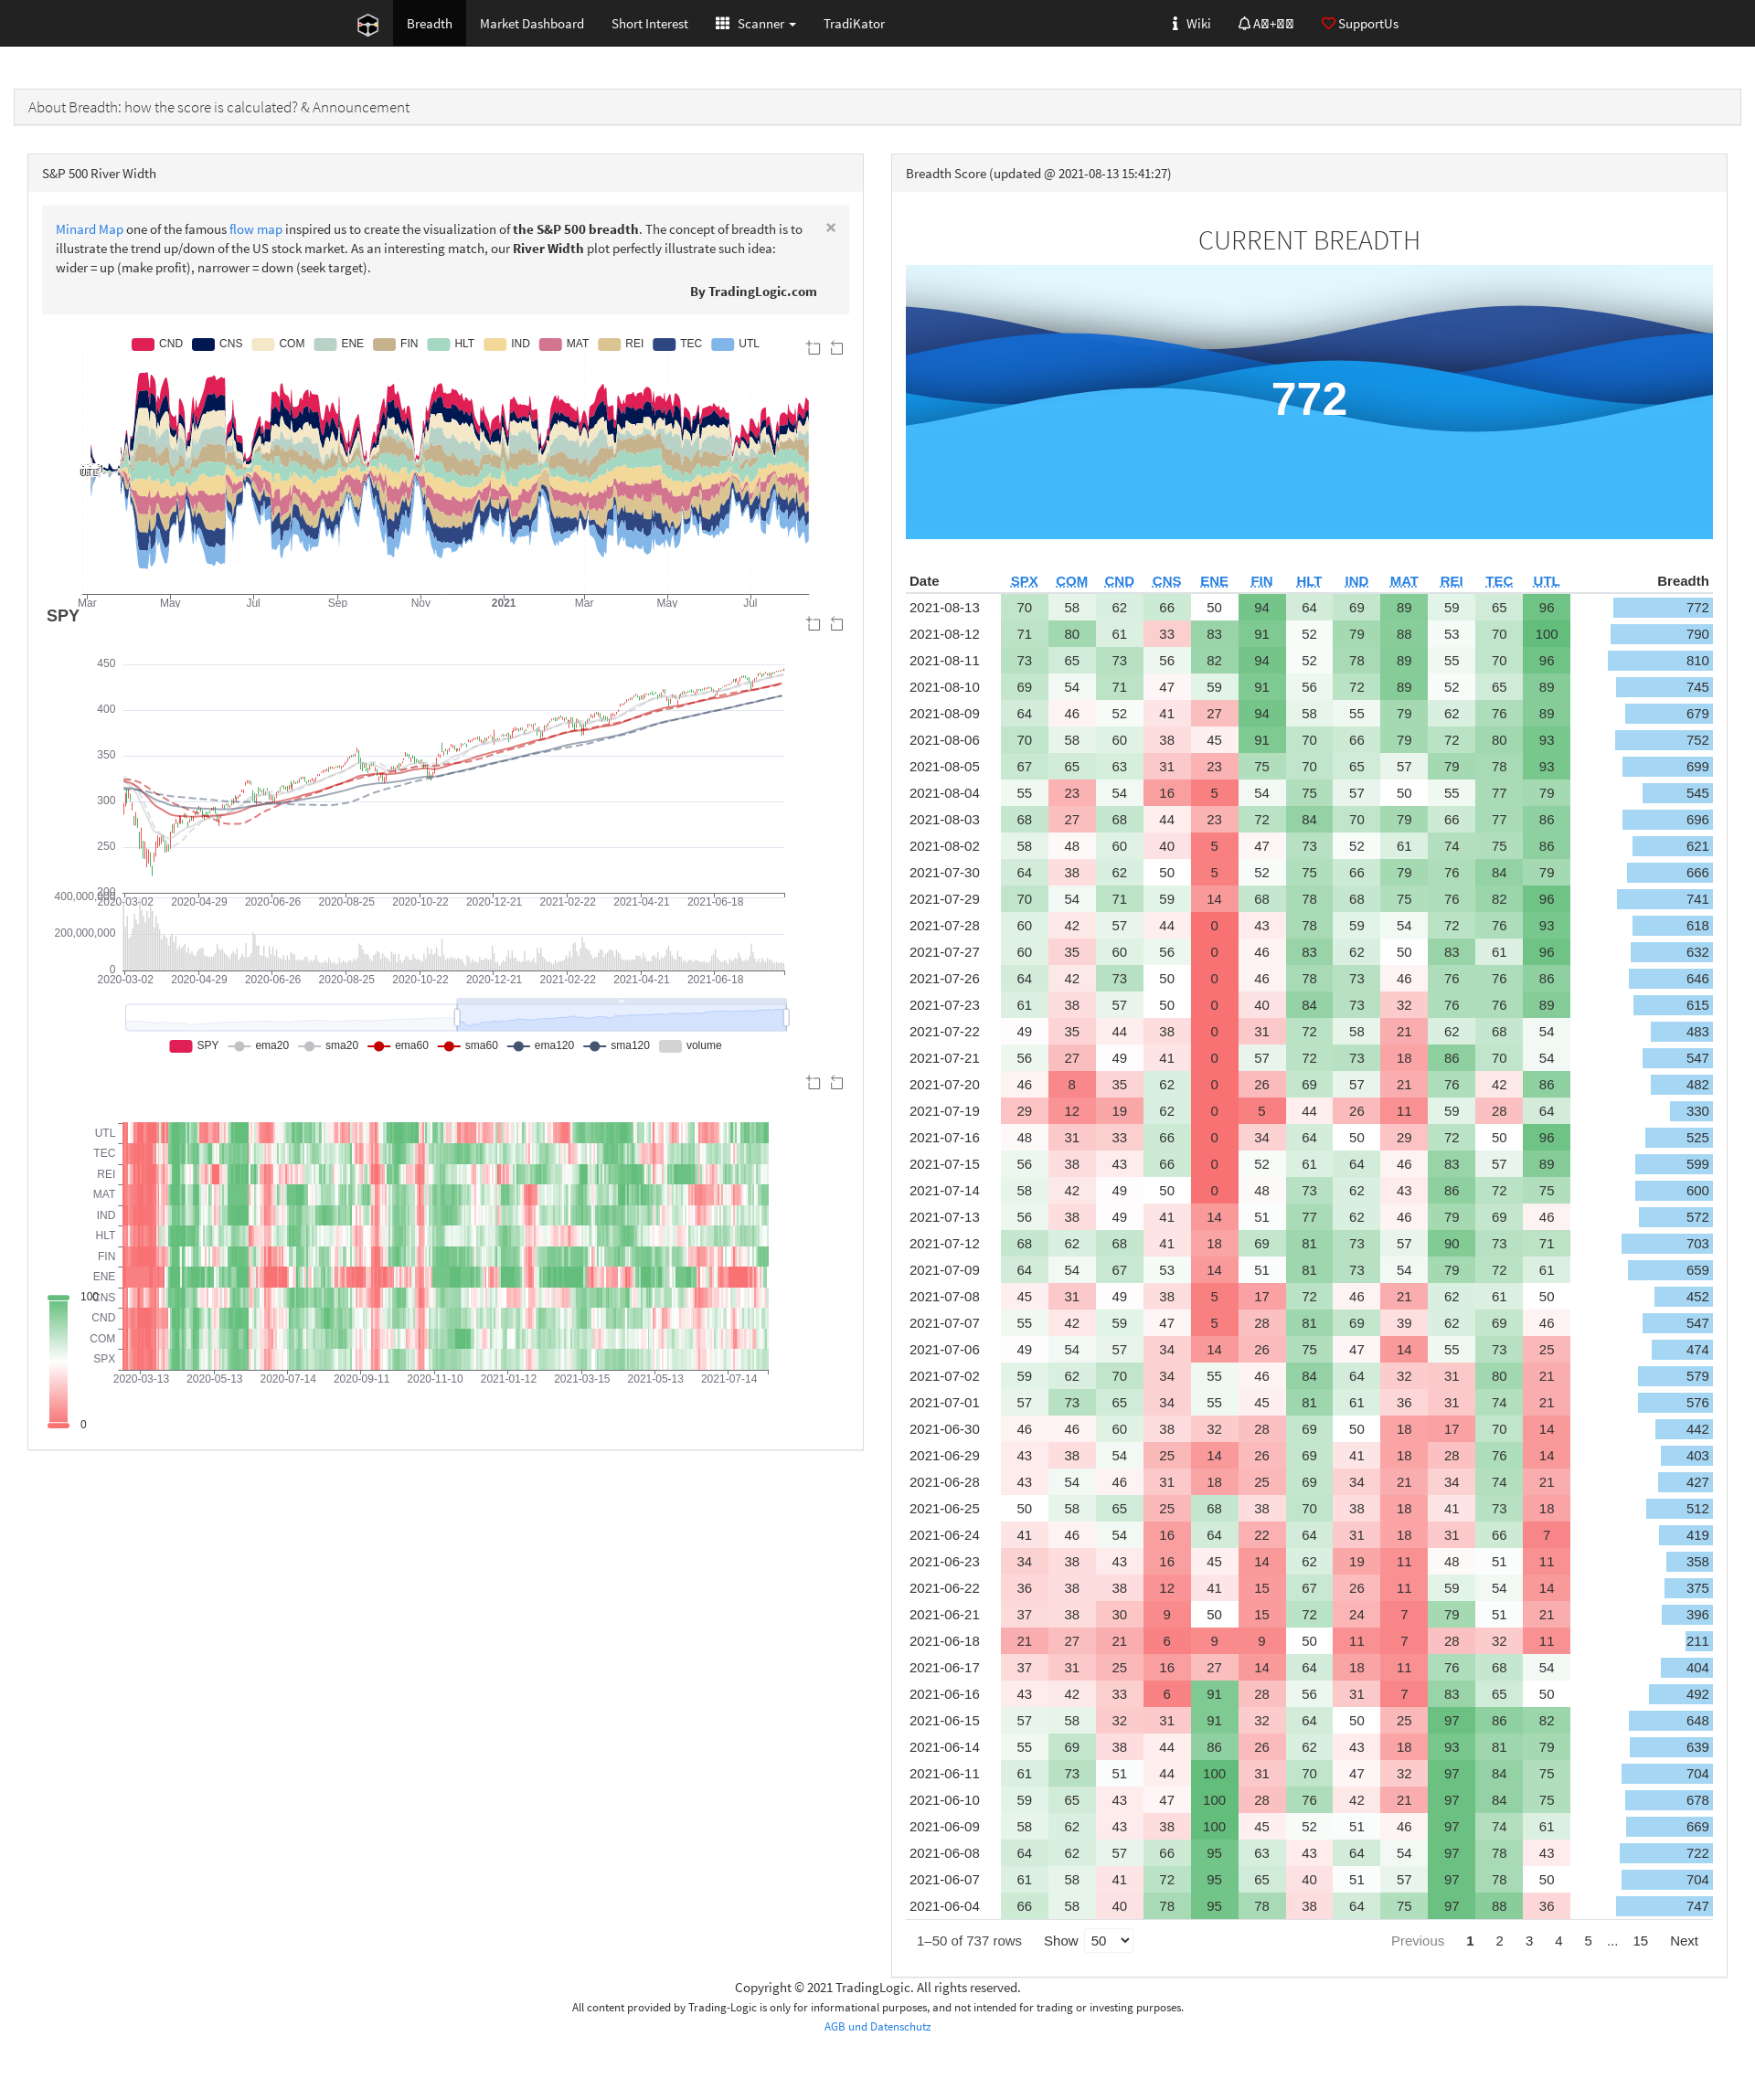 Breadth Market Dashboard Short Interest Scanner TradiKator Wiki SupportUs
About Breadth: how the score is calculated? & Announcement
S&P 500 River Width
Minard Map one of the famous flow map inspired us to create the visualization of the S&P 500 breadth. The concept of breadth is to
illustrate the trend up/down of the US stock market. As an interesting match, our River Width plot perfectly illustrate such idea:
wider = up (make profit), narrower = down (seek target).
×
By TradingLogic.com
CND CNS COM ENE FIN HLT IND MAT REI TEC UTL
UTL
Mar May Jul Sep Nov 2021 Mar May Jul
SPY
450
400
350
300
250
200
2020-03-02 2020-04-29 2020-06-26 2020-08-25 2020-10-22 2020-12-21 2021-02-22 2021-04-21 2021-06-18
400,000,000
200,000,000
0
2020-03-02 2020-04-29 2020-06-26 2020-08-25 2020-10-22 2020-12-21 2021-02-22 2021-04-21 2021-06-18
SPY ema20 sma20 ema60 sma60 ema120 sma120 volume
UTL
TEC
REI
MAT
IND
HLT
FIN
ENE
CNS
CND
COM
SPX
2020-03-13 2020-05-13 2020-07-14 2020-09-11 2020-11-10 2021-01-12 2021-03-15 2021-05-13 2021-07-14
100
0
Breadth Score (updated @ 2021-08-13 15:41:27)
CURRENT BREADTH
772
Date SPX COM CND CNS ENE FIN HLT IND MAT REI TEC UTL Breadth
2021-08-13 70 58 62 66 50 94 64 69 89 59 65 96 772
2021-08-12 71 80 61 33 83 91 52 79 88 53 70 100 790
2021-08-11 73 65 73 56 82 94 52 78 89 55 70 96 810
2021-08-10 69 54 71 47 59 91 56 72 89 52 65 89 745
2021-08-09 64 46 52 41 27 94 58 55 79 62 76 89 679
2021-08-06 70 58 60 38 45 91 70 66 79 72 80 93 752
2021-08-05 67 65 63 31 23 75 70 65 57 79 78 93 699
2021-08-04 55 23 54 16 5 54 75 57 50 55 77 79 545
2021-08-03 68 27 68 44 23 72 84 70 79 66 77 86 696
2021-08-02 58 48 60 40 5 47 73 52 61 74 75 86 621
2021-07-30 64 38 62 50 5 52 75 66 79 76 84 79 666
2021-07-29 70 54 71 59 14 68 78 68 75 76 82 96 741
2021-07-28 60 42 57 44 0 43 78 59 54 72 76 93 618
2021-07-27 60 35 60 56 0 46 83 62 50 83 61 96 632
2021-07-26 64 42 73 50 0 46 78 73 46 76 76 86 646
2021-07-23 61 38 57 50 0 40 84 73 32 76 76 89 615
2021-07-22 49 35 44 38 0 31 72 58 21 62 68 54 483
2021-07-21 56 27 49 41 0 57 72 73 18 86 70 54 547
2021-07-20 46 8 35 62 0 26 69 57 21 76 42 86 482
2021-07-19 29 12 19 62 0 5 44 26 11 59 28 64 330
2021-07-16 48 31 33 66 0 34 64 50 29 72 50 96 525
2021-07-15 56 38 43 66 0 52 61 64 46 83 57 89 599
2021-07-14 58 42 49 50 0 48 73 62 43 86 72 75 600
2021-07-13 56 38 49 41 14 51 77 62 46 79 69 46 572
2021-07-12 68 62 68 41 18 69 81 73 57 90 73 71 703
2021-07-09 64 54 67 53 14 51 81 73 54 79 72 61 659
2021-07-08 45 31 49 38 5 17 72 46 21 62 61 50 452
2021-07-07 55 42 59 47 5 28 81 69 39 62 69 46 547
2021-07-06 49 54 57 34 14 26 75 47 14 55 73 25 474
2021-07-02 59 62 70 34 55 46 84 64 32 31 80 21 579
2021-07-01 57 73 65 34 55 45 81 61 36 31 74 21 576
2021-06-30 46 46 60 38 32 28 69 50 18 17 70 14 442
2021-06-29 43 38 54 25 14 26 69 41 18 28 76 14 403
2021-06-28 43 54 46 31 18 25 69 34 21 34 74 21 427
2021-06-25 50 58 65 25 68 38 70 38 18 41 73 18 512
2021-06-24 41 46 54 16 64 22 64 31 18 31 66 7 419
2021-06-23 34 38 43 16 45 14 62 19 11 48 51 11 358
2021-06-22 36 38 38 12 41 15 67 26 11 59 54 14 375
2021-06-21 37 38 30 9 50 15 72 24 7 79 51 21 396
2021-06-18 21 27 21 6 9 9 50 11 7 28 32 11 211
2021-06-17 37 31 25 16 27 14 64 18 11 76 68 54 404
2021-06-16 43 42 33 6 91 28 56 31 7 83 65 50 492
2021-06-15 57 58 32 31 91 32 64 50 25 97 86 82 648
2021-06-14 55 69 38 44 86 26 62 43 18 93 81 79 639
2021-06-11 61 73 51 44 100 31 70 47 32 97 84 75 704
2021-06-10 59 65 43 47 100 28 76 42 21 97 84 75 678
2021-06-09 58 62 43 38 100 45 52 51 46 97 74 61 669
2021-06-08 64 62 57 66 95 63 43 64 54 97 78 43 722
2021-06-07 61 58 41 72 95 65 40 51 57 97 78 50 704
2021-06-04 66 58 40 78 95 78 38 64 75 97 88 36 747
1–50 of 737 rows Show 50 Previous 1 2 3 4 5 ... 15 Next
Copyright © 2021 TradingLogic. All rights reserved.
All content provided by Trading-Logic is only for informational purposes, and not intended for trading or investing purposes.
AGB und Datenschutz